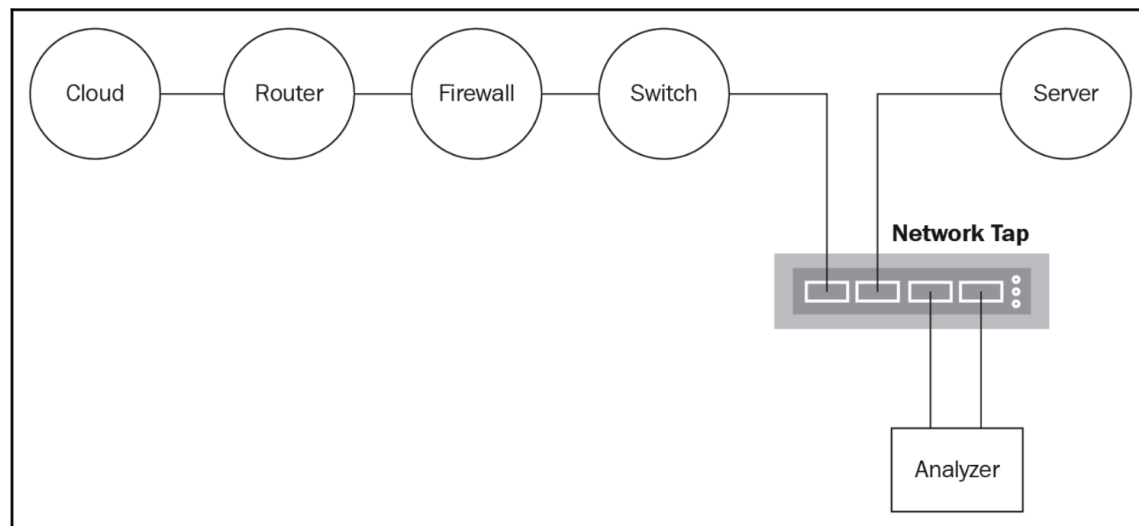 Cloud
Router
Firewall
Switch
Server
Network Tap
Analyzer